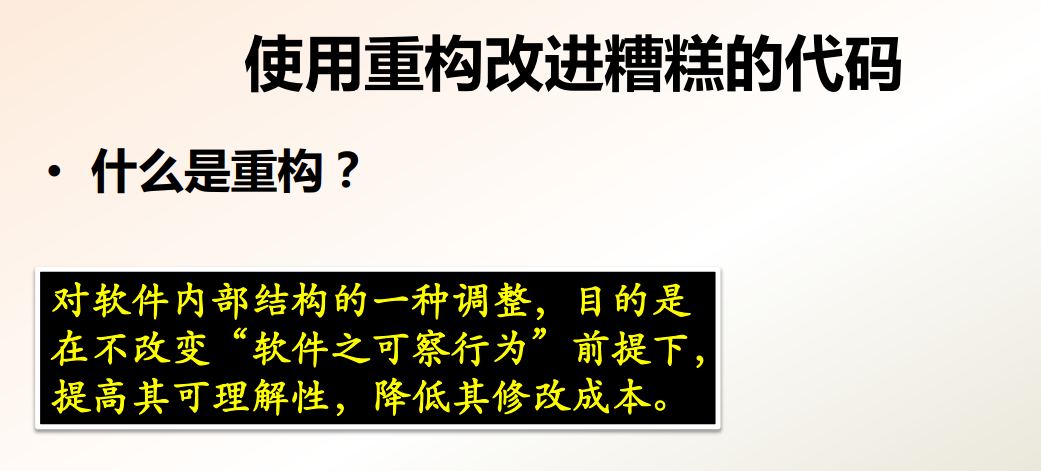 使用重构改进糟糕的代码
• 什么是重构？
对软件内部结构的一种调整，目的是
在不改变“软件之可察行为”前提下，
提高其可理解性，降低其修改成本。